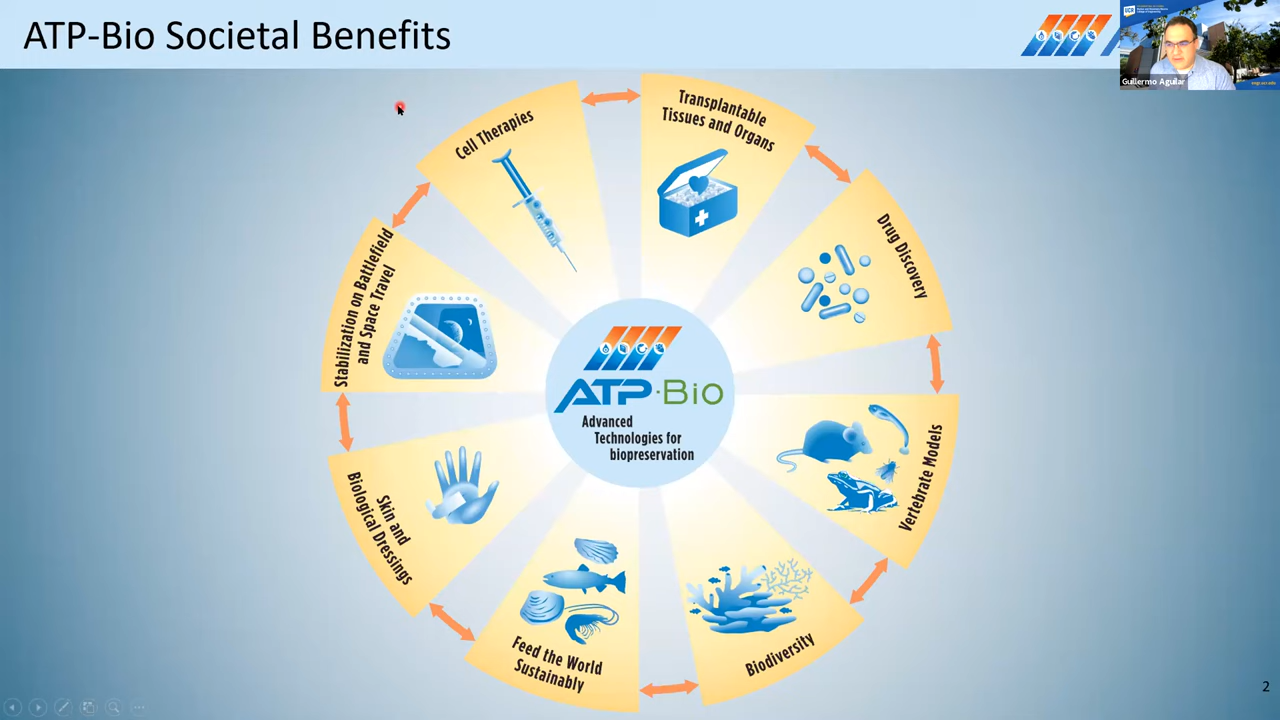 ATP-Bio Societal Benefits
UCR
Guillermo Aguilar
Cell Therapies
Transplantable
Tissues and Organs
Drug Discovery
Stabilization on Battlefield
and Space Travel
ATP·Bio
Advanced
Technologies for
biopreservation
Vertebrate Models
Skin and
Biological Dressings
Feed the World
Sustainably
Biodiversity
2